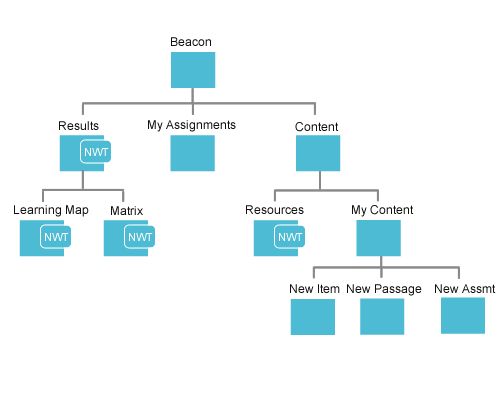 Beacon
Results
My Assignments
Content
NWT
Learning Map
Matrix
Resources
My Content
NWT
NWT
NWT
New Item
New Passage
New Assmt